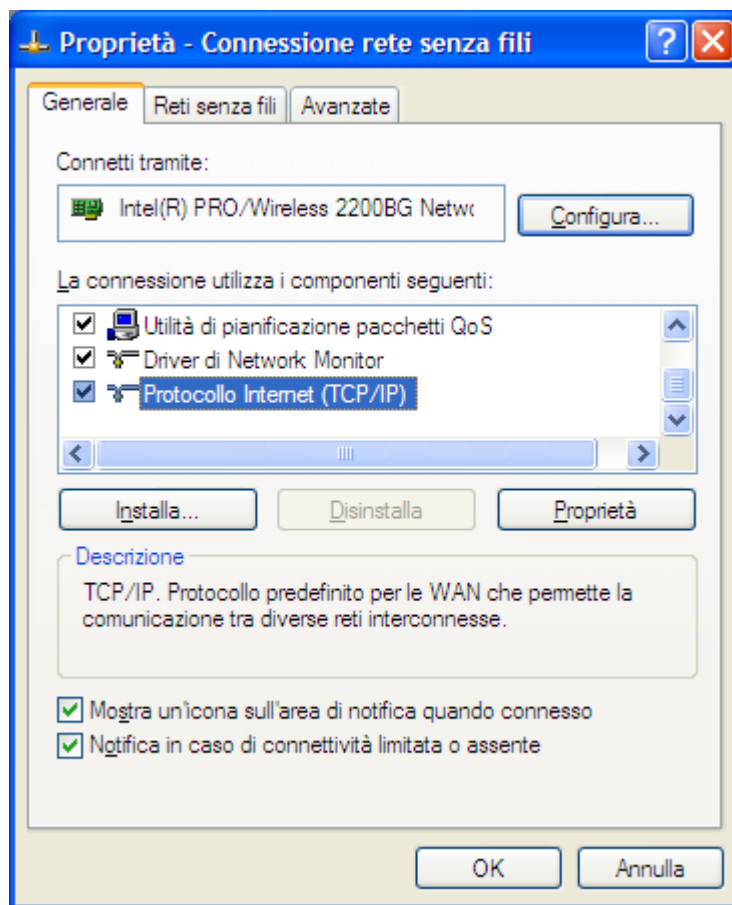 Proprietà - Connessione rete senza fili
Generale Reti senza fili Avanzate
Connetti tramite:
Intel(R) PRO/Wireless 2200BG Netwc
Configura...
La connessione utilizza i componenti seguenti:
Utilità di pianificazione pacchetti QoS
Driver di Network Monitor
Protocollo Internet (TCP/IP)
Installa... Disinstalla Proprietà
Descrizione
TCP/IP. Protocollo predefinito per le WAN che permette la
comunicazione tra diverse reti interconnesse.
Mostra un'icona sull'area di notifica quando connesso
Notifica in caso di connettività limitata o assente
OK Annulla